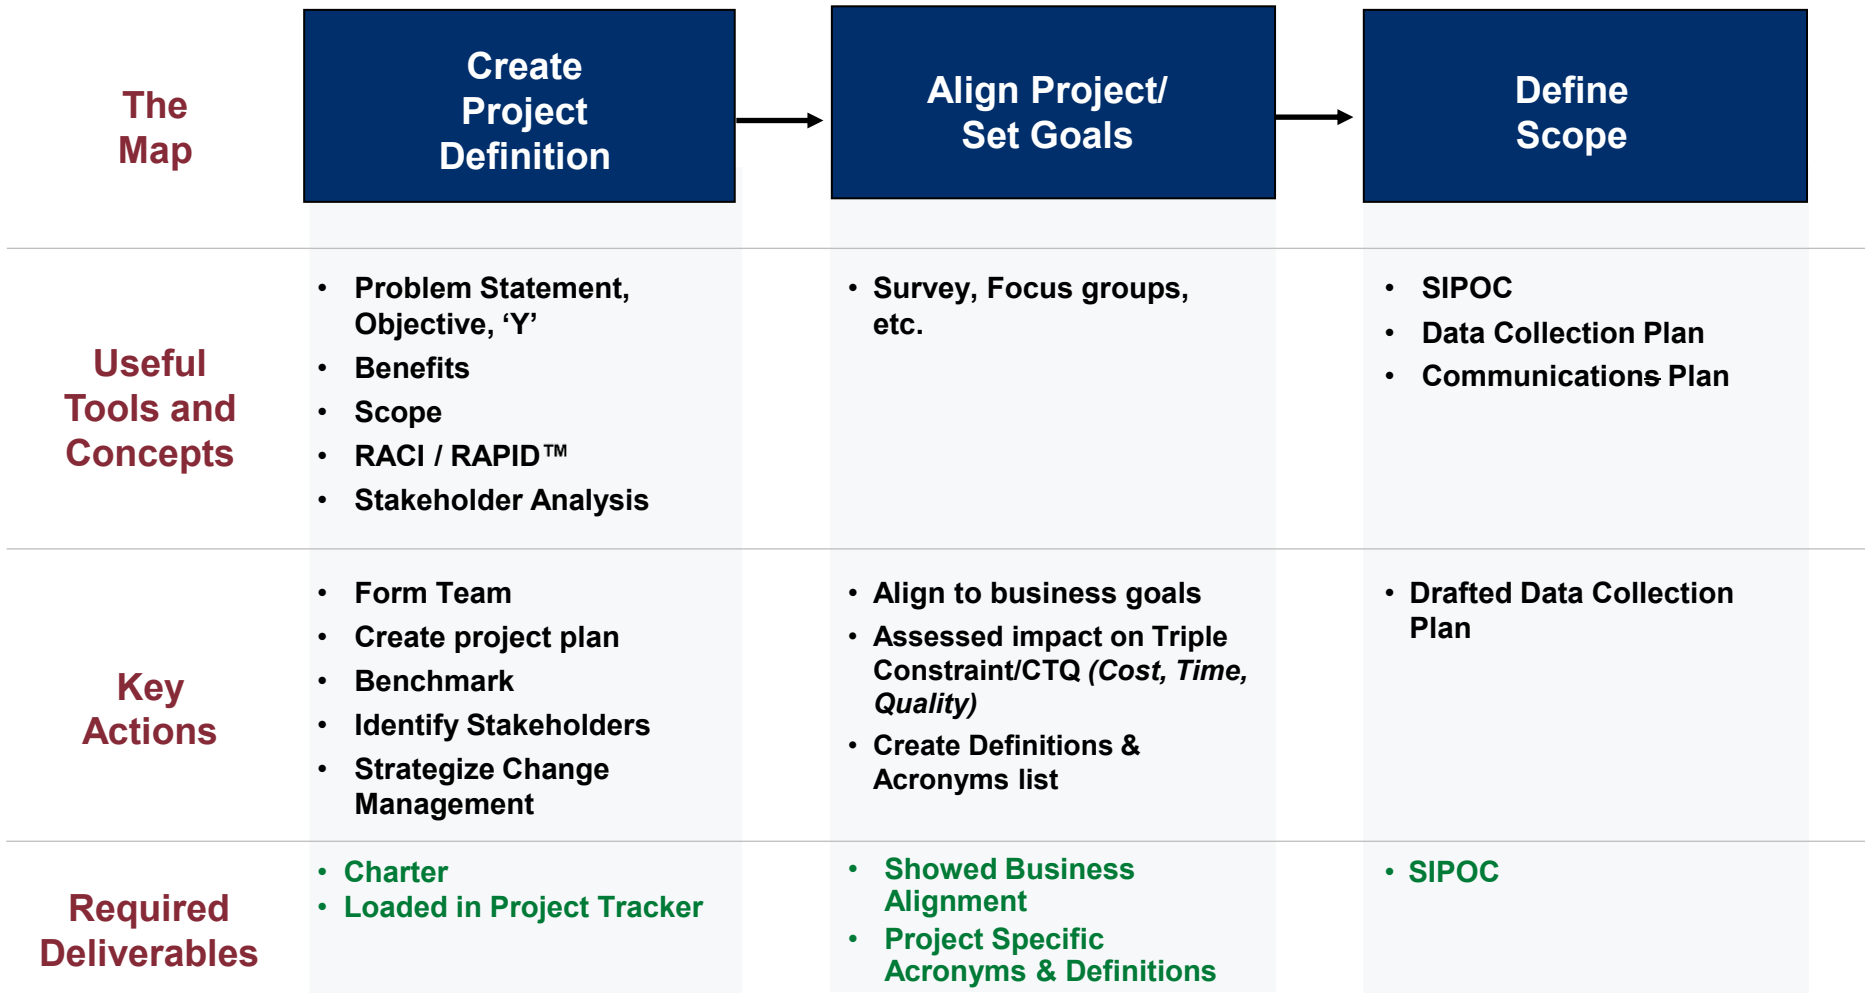 The
Map
Create
Project
Definition
Align Project/
Set Goals
Define
Scope
Useful
Tools and
Concepts
• Problem Statement,
Objective, ‘Y’
• Benefits
• Scope
• RACI / RAPID™
• Stakeholder Analysis
• Survey, Focus groups,
etc.
• SIPOC
• Data Collection Plan
• Communications Plan
Key
Actions
• Form Team
• Create project plan
• Benchmark
• Identify Stakeholders
• Strategize Change
Management
• Align to business goals
• Assessed impact on Triple
Constraint/CTQ (Cost, Time,
Quality)
• Create Definitions &
Acronyms list
• Drafted Data Collection
Plan
Required
Deliverables
• Charter
• Loaded in Project Tracker
• Showed Business
Alignment
• Project Specific
Acronyms & Definitions
• SIPOC